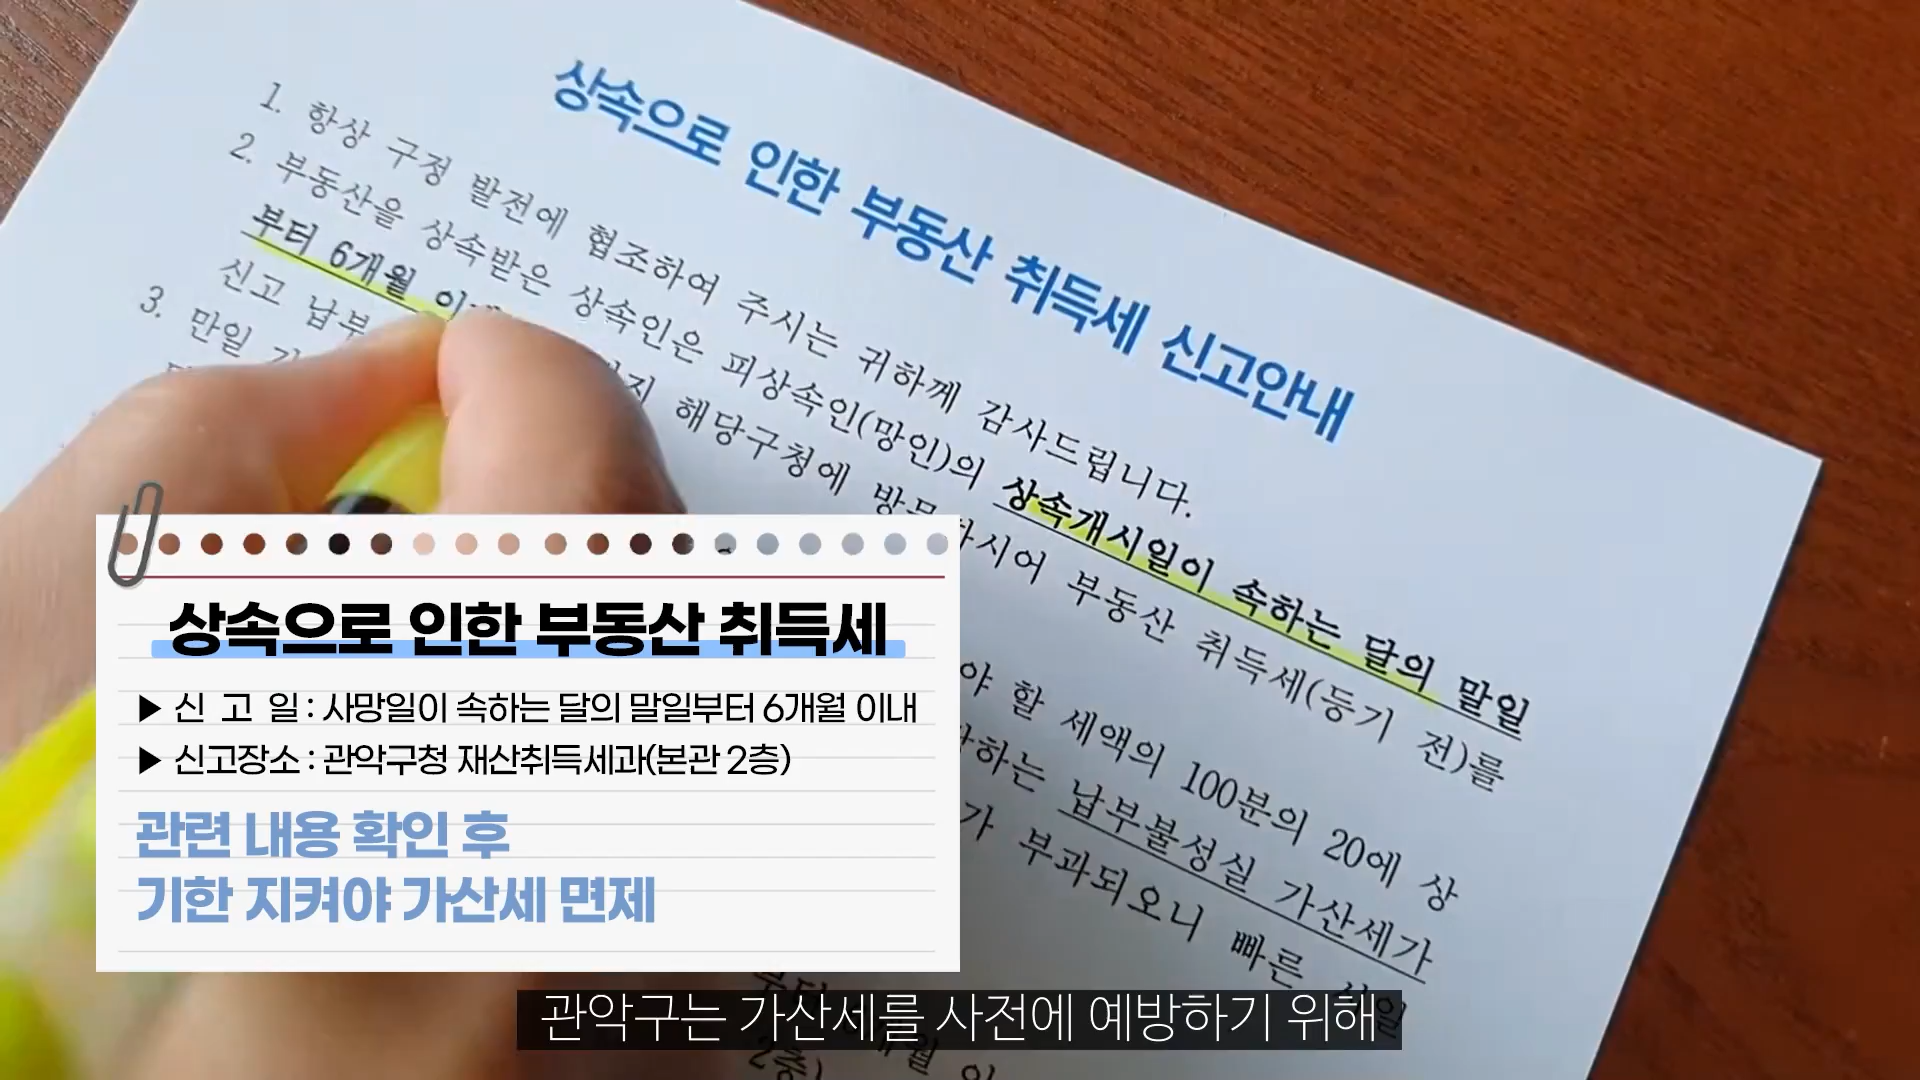 상속으로 인한 부동산 취득세 신고안내
1. 항상 구정 발전에 협조하여 주시는 귀하께 감사드립니다.
2. 부동산을 상속받은 상속인은 피상속인(망인)의 상속개시일이 속하는 달의 말일
부터 6개월
신고 납부 해당구청에 부동산 취득세(등기 전)를
3. 만일
할 세액의 100분의 20에 상
납부불성실 가산세가
가 부과되오니 빠른
상속으로 인한 부동산 취득세
▶ 신 고 일 : 사망일이 속하는 달의 말일부터 6개월 이내
▶ 신고장소 : 관악구청 재산취득세과(본관 2층)
관련 내용 확인 후
기한 지켜야 가산세 면제
관악구는 가산세를 사전에 예방하기 위해